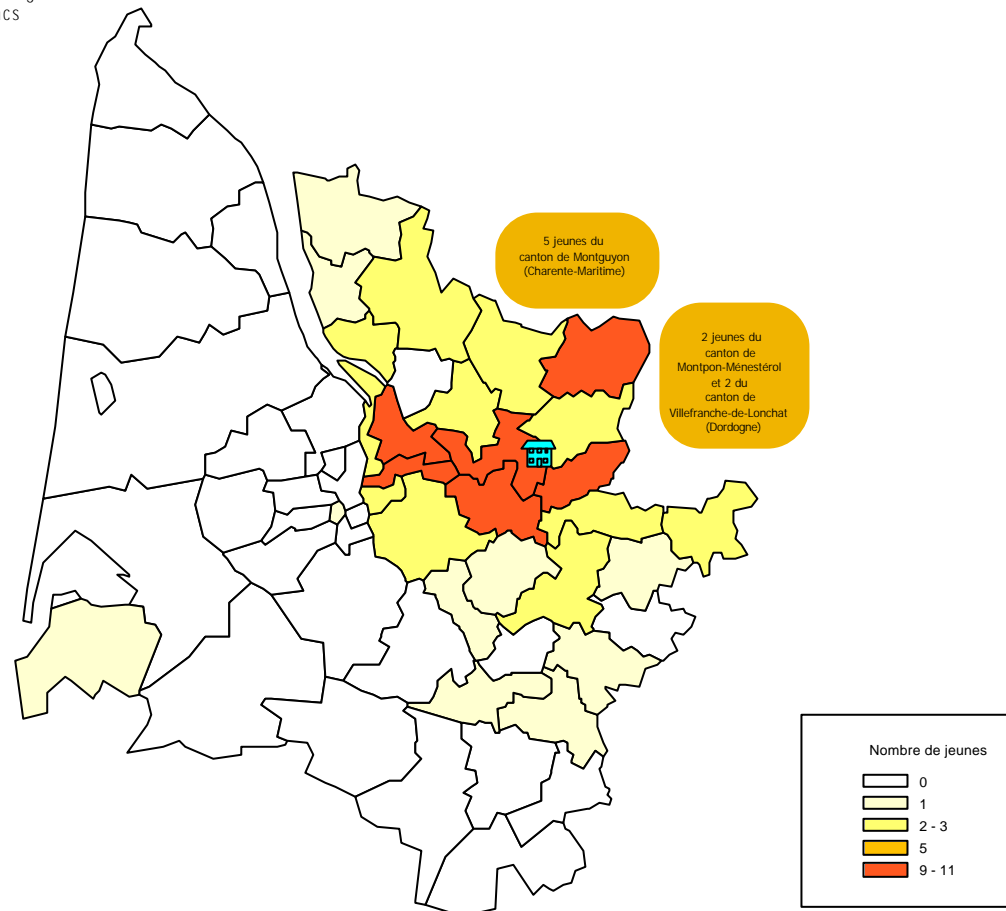 5 jeunes du
canton de Montguyon
(Charente-Maritime)
2 jeunes du
canton de
Montpon-Ménestérol
et 2 du
canton de
Villefranche-de-Lonchat
(Dordogne)
Nombre de jeunes
0
1
2 - 3
5
9 - 11